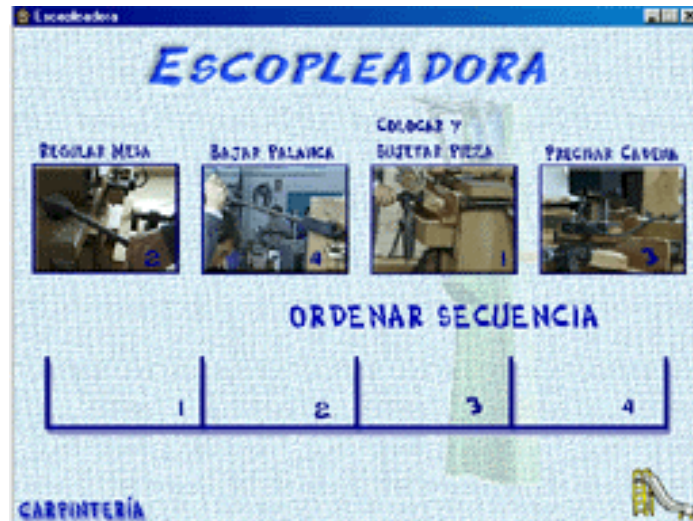 Escopleadora
ESCOPLEADORA
REGULAR MESA
BAJAR PALANCA
COLOCAR Y
SUJETAR PIEZA
PRECISAR CADENA
2
4
1
3
ORDENAR SECUENCIA
1
2
3
4
CARPINTERÍA